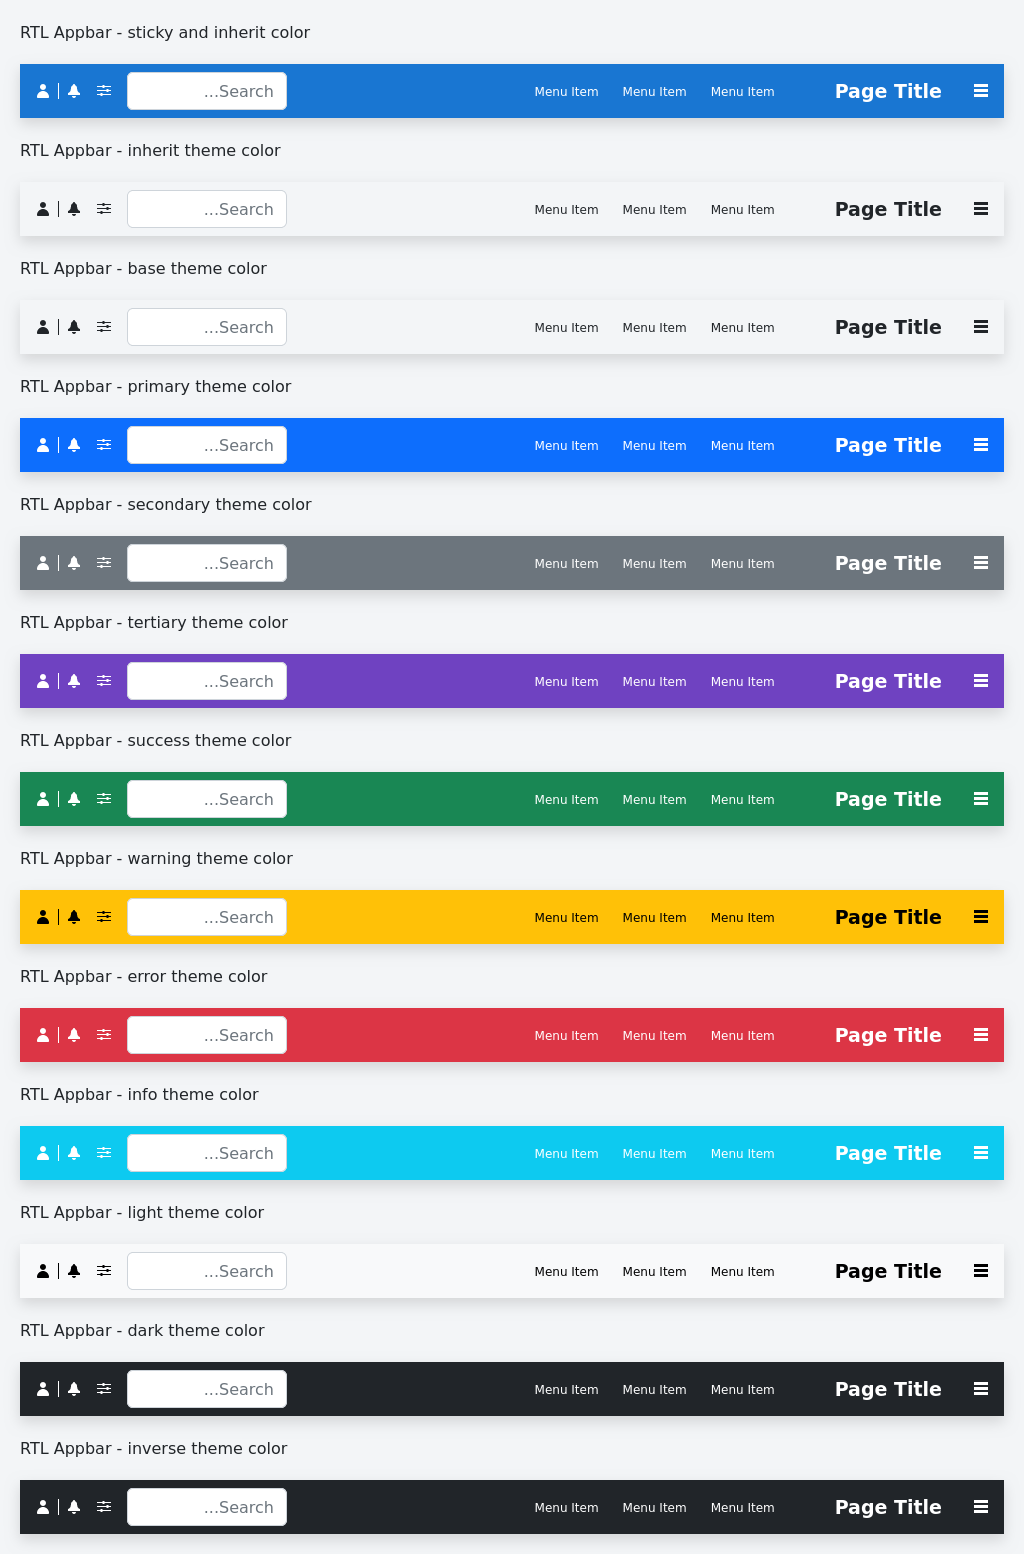 RTL Appbar - sticky and inherit color
...Search Menu Item Menu Item Menu Item Page Title
RTL Appbar - inherit theme color
...Search Menu Item Menu Item Menu Item Page Title
RTL Appbar - base theme color
...Search Menu Item Menu Item Menu Item Page Title
RTL Appbar - primary theme color
...Search Menu Item Menu Item Menu Item Page Title
RTL Appbar - secondary theme color
...Search Menu Item Menu Item Menu Item Page Title
RTL Appbar - tertiary theme color
...Search Menu Item Menu Item Menu Item Page Title
RTL Appbar - success theme color
...Search Menu Item Menu Item Menu Item Page Title
RTL Appbar - warning theme color
...Search Menu Item Menu Item Menu Item Page Title
RTL Appbar - error theme color
...Search Menu Item Menu Item Menu Item Page Title
RTL Appbar - info theme color
...Search Menu Item Menu Item Menu Item Page Title
RTL Appbar - light theme color
...Search Menu Item Menu Item Menu Item Page Title
RTL Appbar - dark theme color
...Search Menu Item Menu Item Menu Item Page Title
RTL Appbar - inverse theme color
...Search Menu Item Menu Item Menu Item Page Title